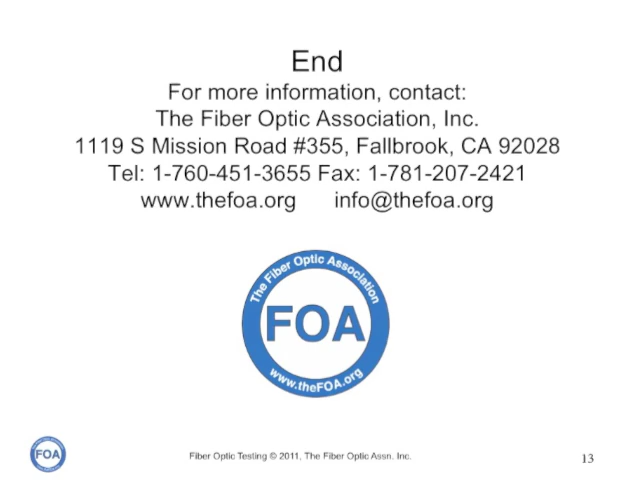 End
For more information, contact:
The Fiber Optic Association, Inc.
1119 S Mission Road #355, Fallbrook, CA 92028
Tel: 1-760-451-3655 Fax: 1-781-207-2421
www.thefoa.org info@thefoa.org
The Fiber Optic Association
FOA
www.theFOA.org
FOA
Fiber Optic Testing © 2011, The Fiber Optic Assn. Inc.
13